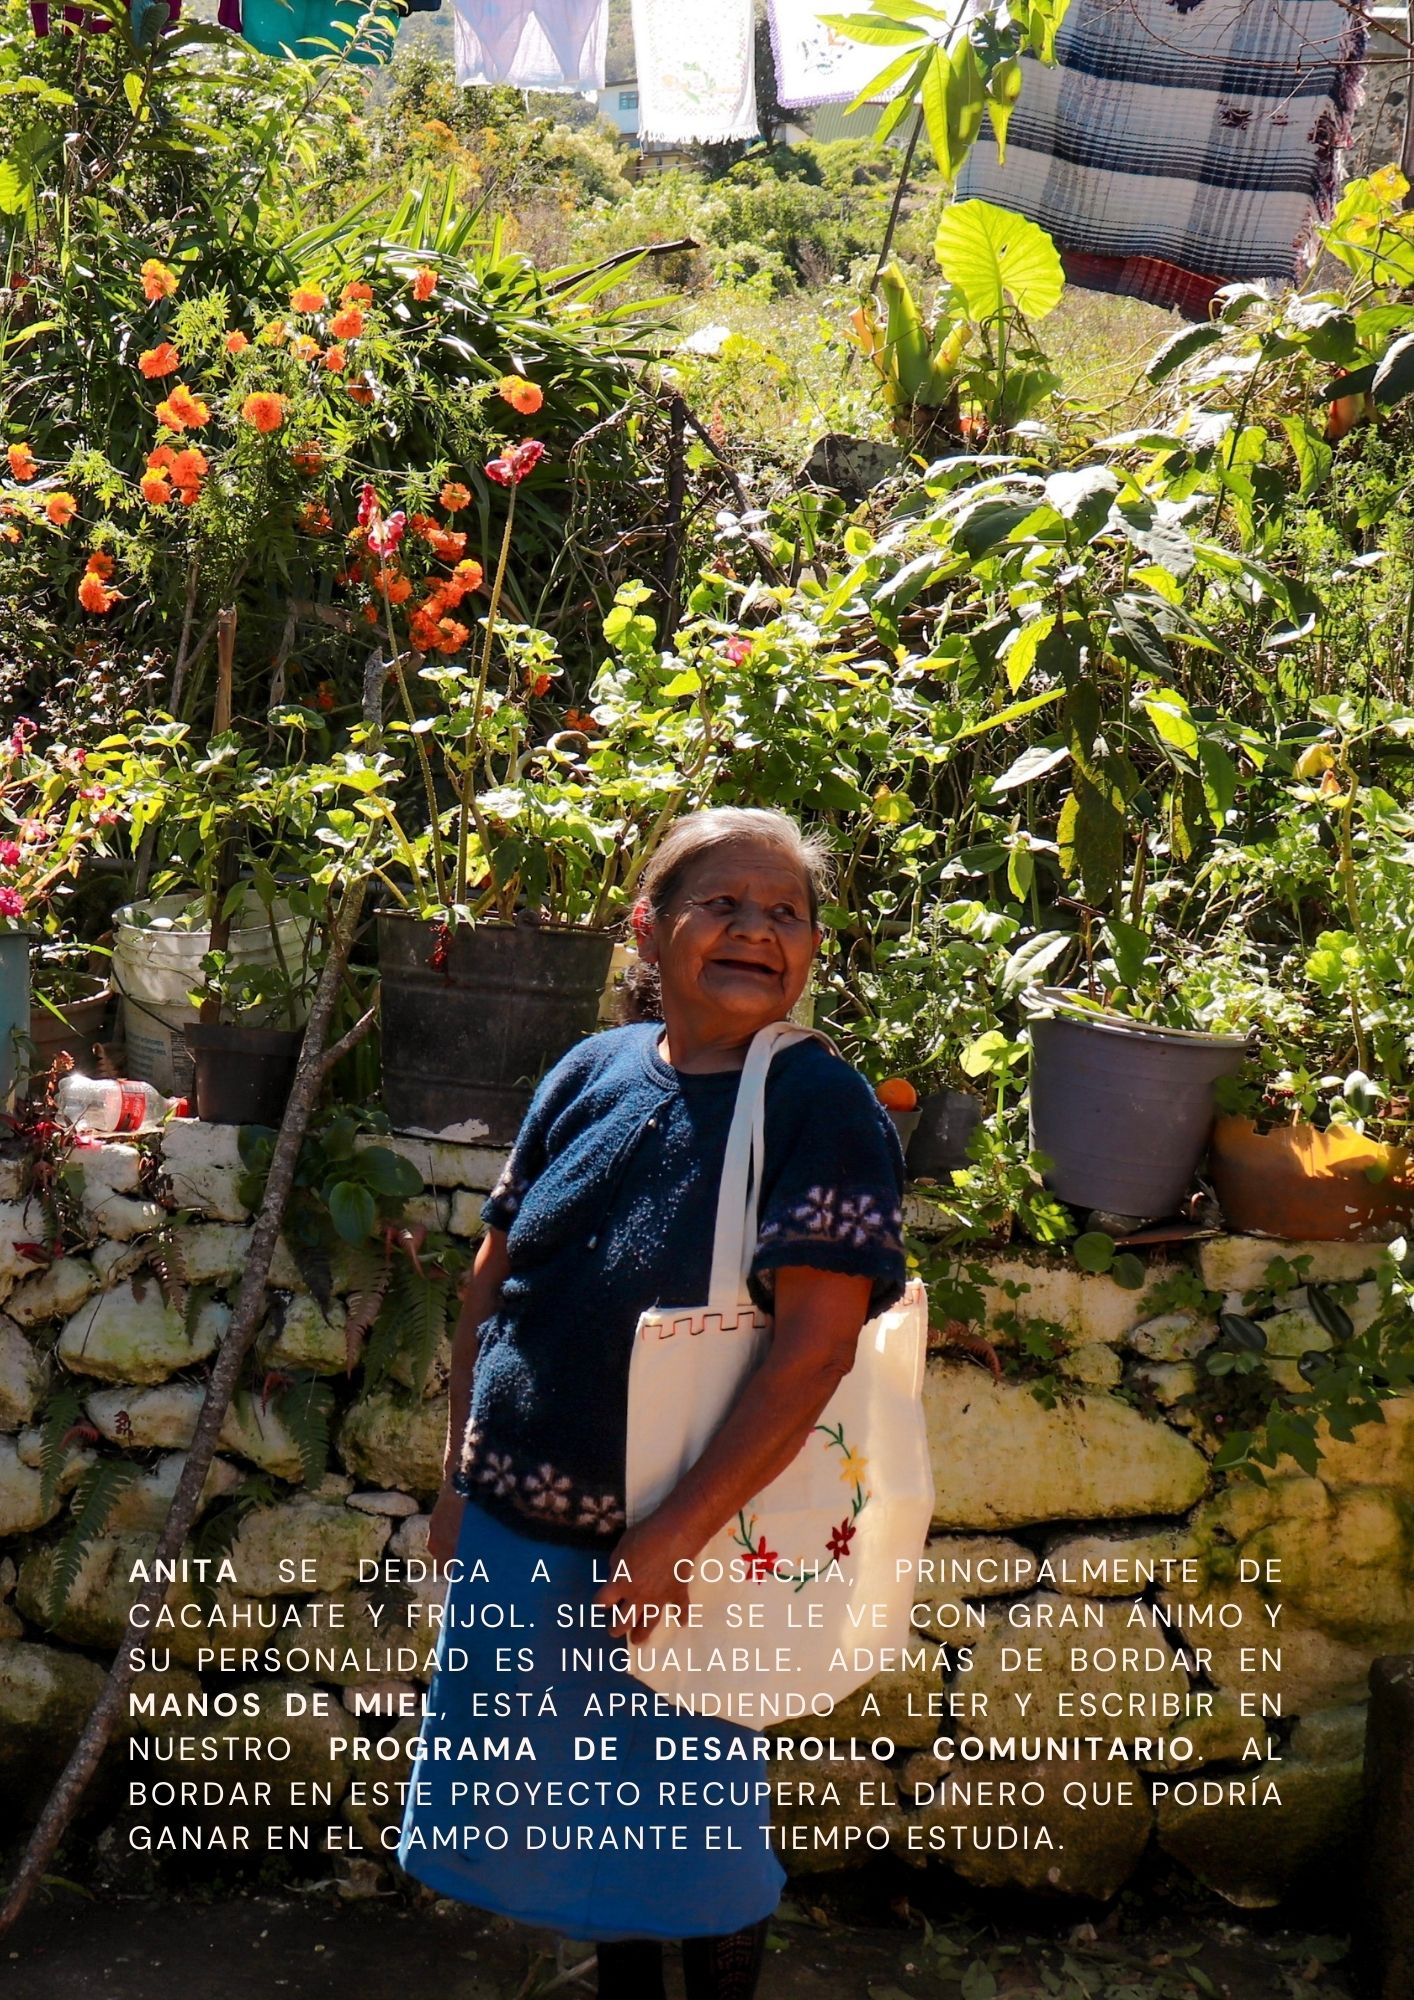 ANITA SE DEDICA A LA COSECHA, PRINCIPALMENTE DE
CACAHUATE Y FRIJOL. SIEMPRE SE LE VE CON GRAN ÁNIMO Y
SU PERSONALIDAD ES INIGUALABLE. ADEMÁS DE BORDAR EN
MANOS DE MIEL, ESTÁ APRENDIENDO A LEER Y ESCRIBIR EN
NUESTRO PROGRAMA DE DESARROLLO COMUNITARIO. AL
BORDAR EN ESTE PROYECTO RECUPERA EL DINERO QUE PODRÍA
GANAR EN EL CAMPO DURANTE EL TIEMPO ESTUDIA.